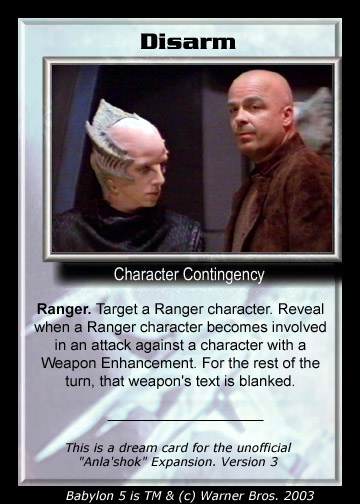 Disarm
Character Contingency
Ranger. Target a Ranger character. Reveal
when a Ranger character becomes involved
in an attack against a character with a
Weapon Enhancement. For the rest of the
turn, that weapon's text is blanked.
This is a dream card for the unofficial
"Anla'shok" Expansion. Version 3
Babylon 5 is TM & (c) Warner Bros. 2003